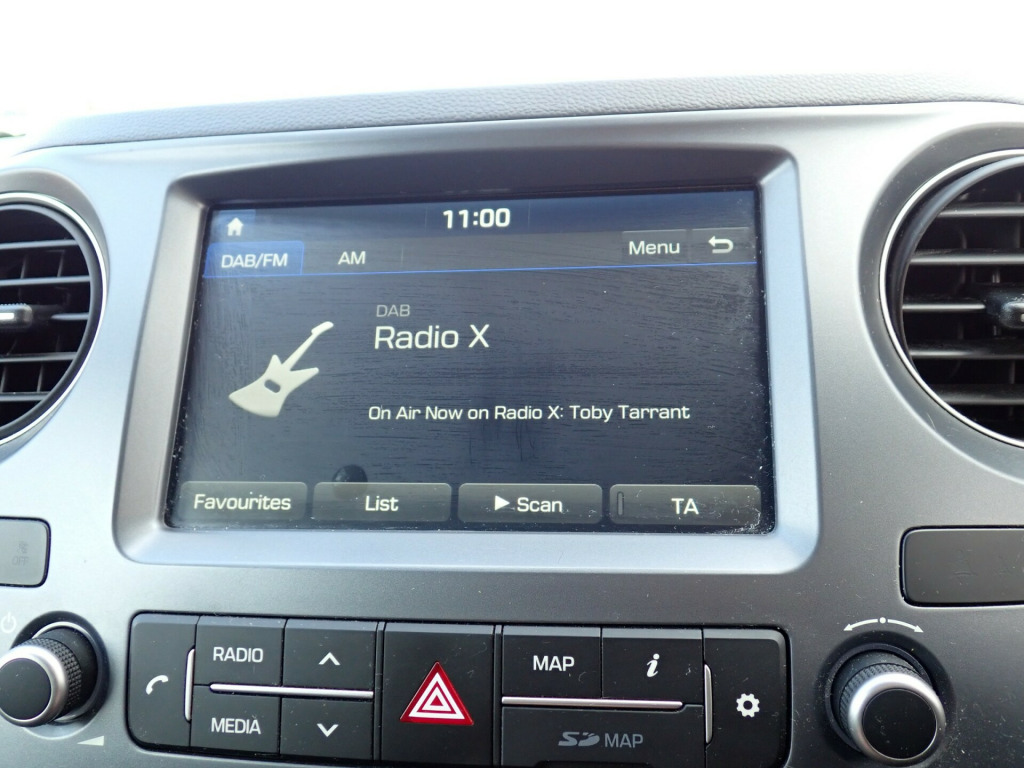 11:00
DAB/FM AM Menu
DAB
Radio X
On Air Now on Radio X: Toby Tarrant
Favourites List Scan TA
RADIO MAP i
MEDIA SD MAP